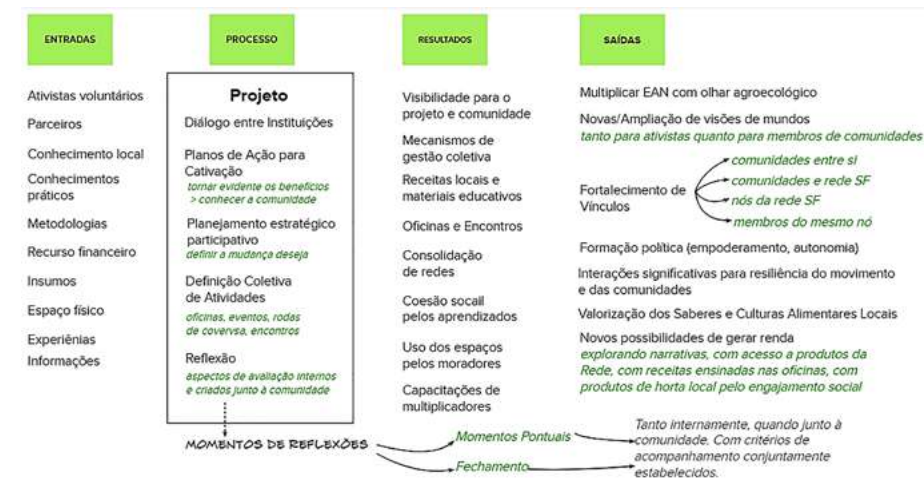 ENTRADAS
Ativistas voluntários
Parceiros
Conhecimento local
Conhecimentos
práticos
Metodologias
Recurso financeiro
Insumos
Espaço físico
Experiênias
Informações
PROCESSO
Projeto
Diálogo entre Instituições
Planos de Ação para
Cativação
tornar evidente os benefícios
> conhecer a comunidade
Planejamento estratégico
participativo
definir a mudança deseja
Definição Coletiva
de Atividades
oficinas, eventos, rodas
de coversa, encontros
Reflexão
aspectos de avaliação internos
e criados junto à comunidade
MOMENTOS DE REFLEXÕES
RESULTADOS
Visibilidade para o
projeto e comunidade
Mecanismos de
gestão coletiva
Receitas locais e
materiais educativos
Oficinas e Encontros
Consolidação
de redes
Coesão socail
pelos aprendizados
Uso dos espaços
pelos moradores
Capacitações de
multiplicadores
Momentos Pontuais
Fechamento
SAÍDAS
Multiplicar EAN com olhar agroecológico
Novas/Ampliação de visões de mundos
tanto para ativistas quanto para membros de comunidades
Fortalecimento de
Vínculos
comunidades entre si
comunidades e rede SF
nós da rede SF
membros do mesmo nó
Formação política (empoderamento, autonomia)
Interações significativas para resiliência do movimento
e das comunidades
Valorização dos Saberes e Culturas Alimentares Locais
Novos possibilidades de gerar renda
explorando narrativas, com acesso a produtos da
Rede, com receitas ensinadas nas oficinas, com
produtos de horta local pelo engajamento social
Tanto internamente, quando junto à
comunidade. Com critérios de
acompanhamento conjuntamente
estabelecidos.